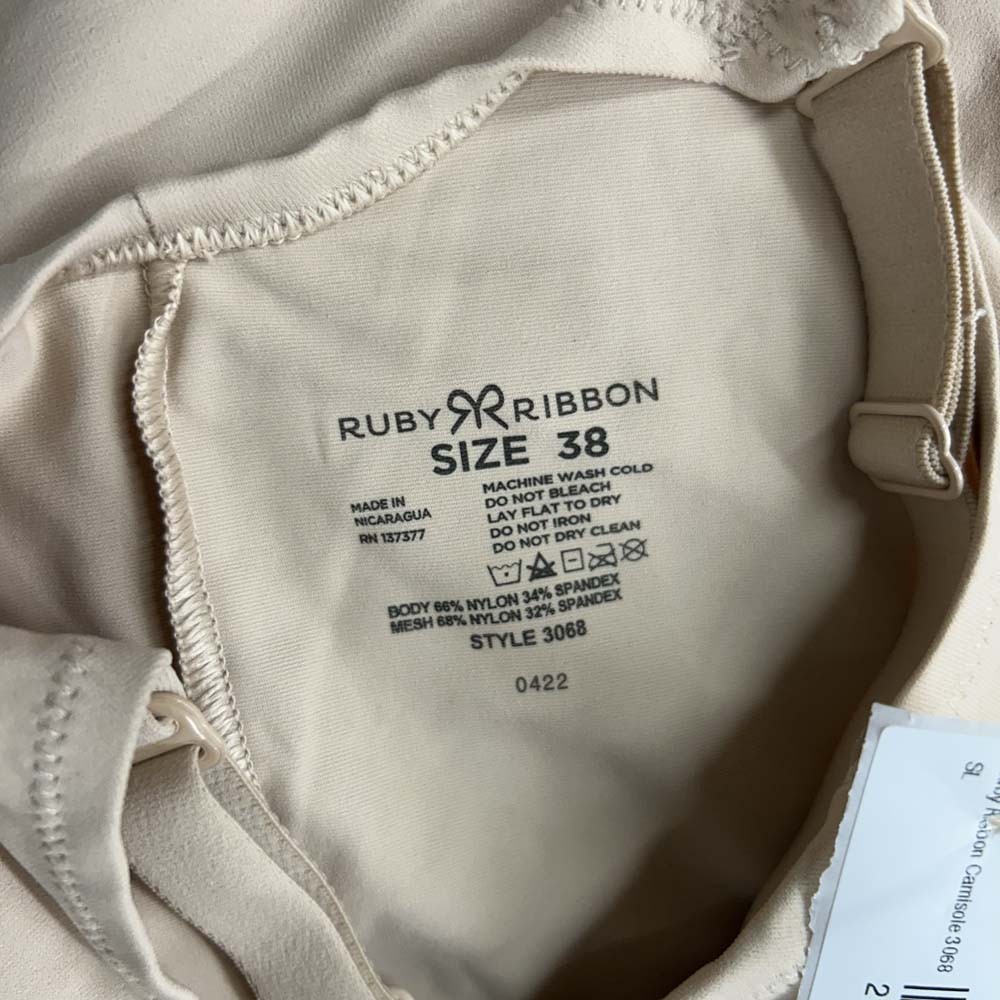 RUBY RIBBON
SIZE 38
MADE IN
NICARAGUA
RN 137377
MACHINE WASH COLD
DO NOT BLEACH
LAY FLAT TO DRY
DO NOT IRON
DO NOT DRY CLEAN
BODY 66% NYLON 34% SPANDEX
MESH 68% NYLON 32% SPANDEX
STYLE 3068
0422
Ribbon Camisole 3068
SL
2